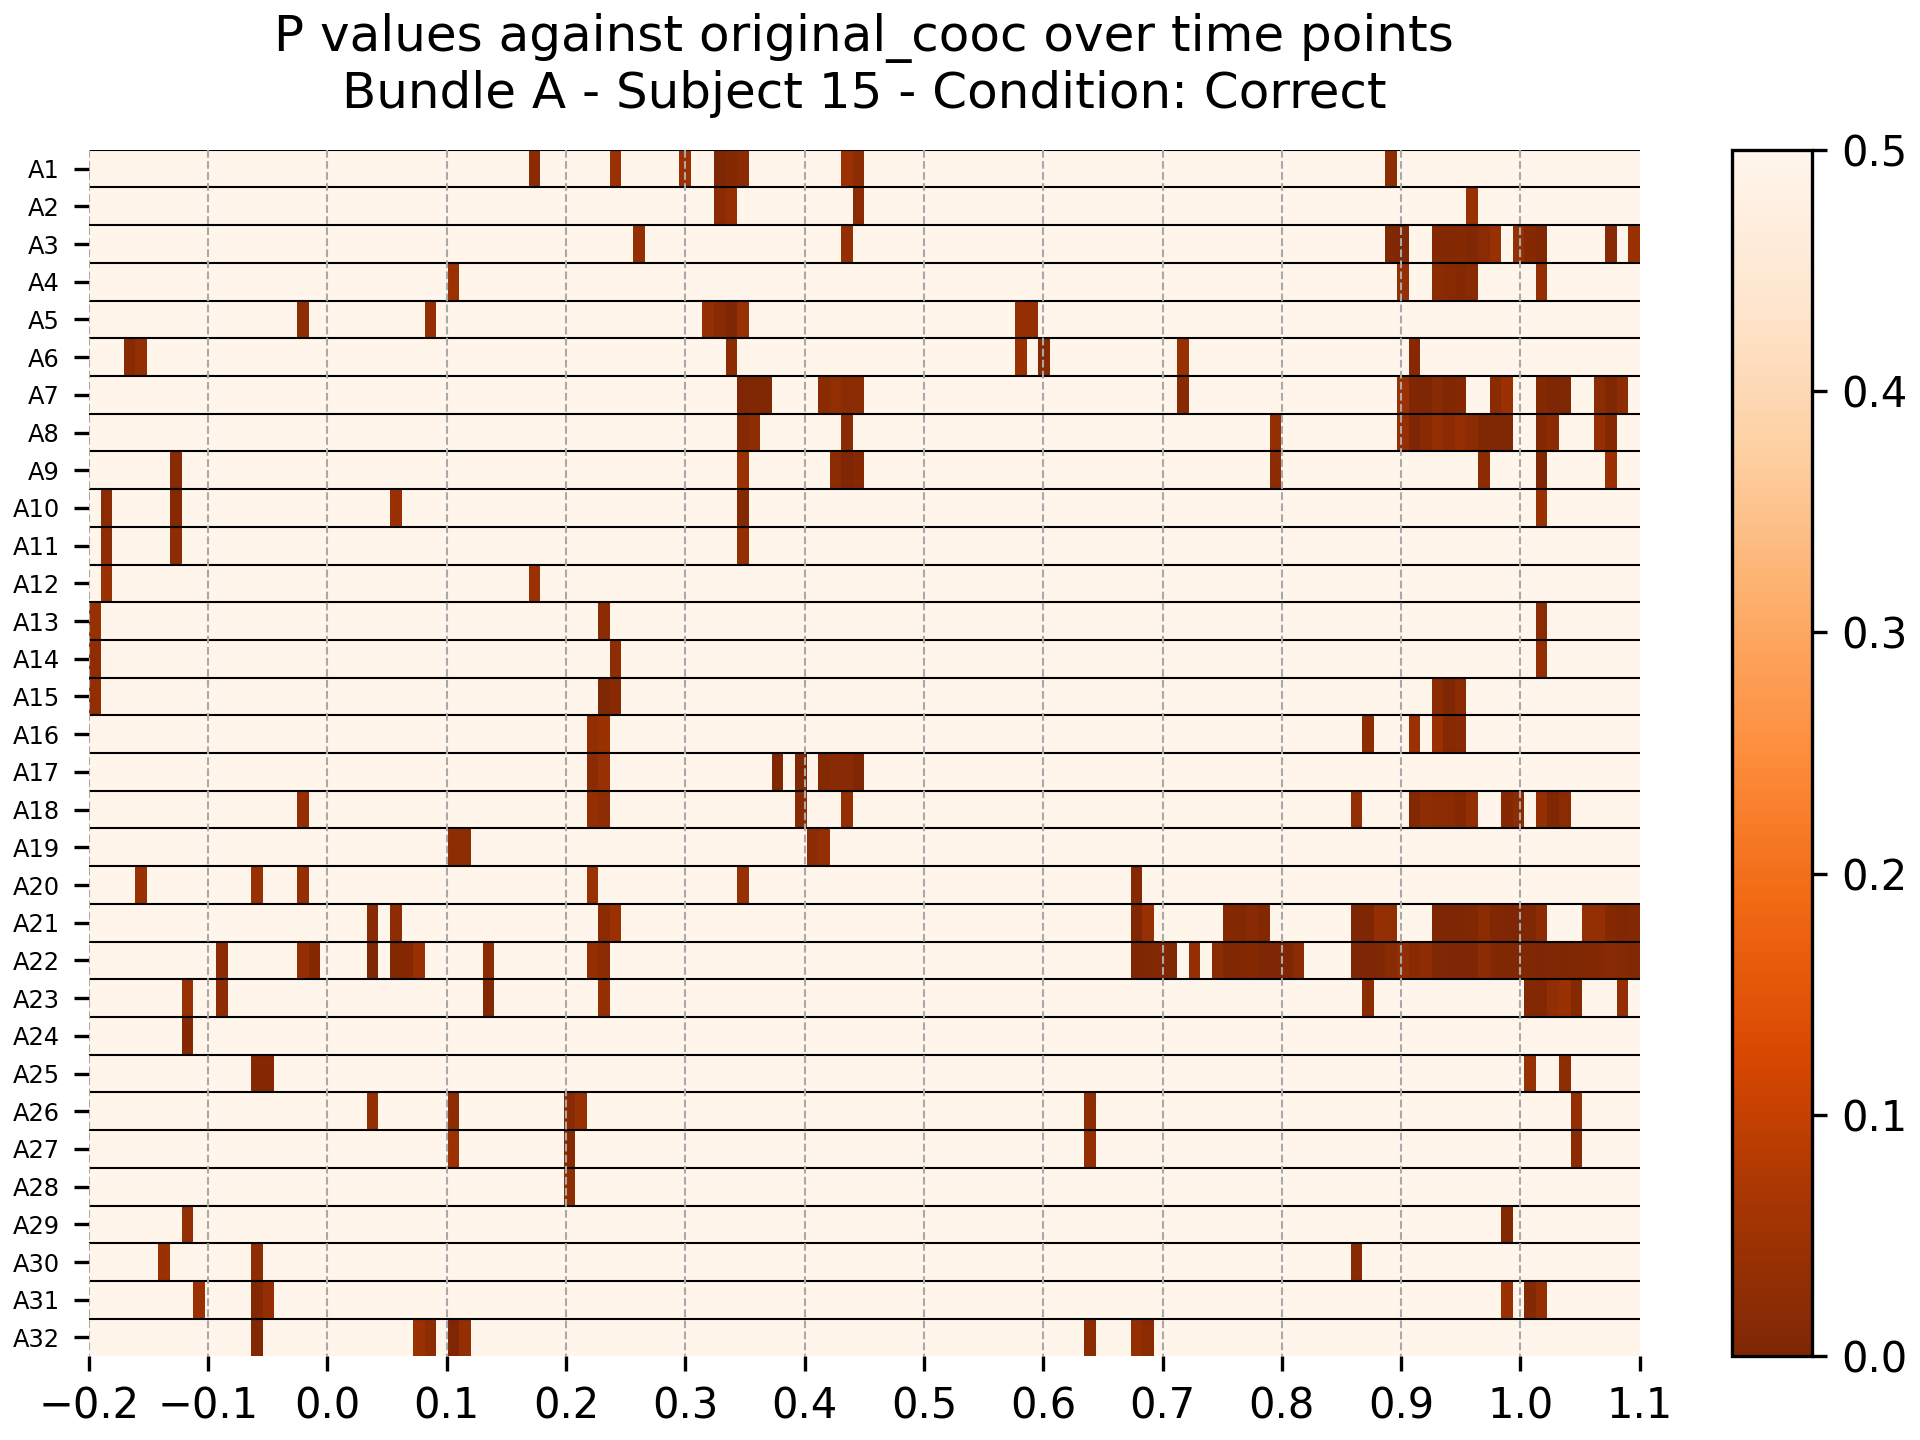 P values against original_cooc over time points
Bundle A - Subject 15 - Condition: Correct
A1
A2
A3
A4
A5
A6
A7
A8
A9
A10
A11
A12
A13
A14
A15
A16
A17
A18
A19
A20
A21
A22
A23
A24
A25
A26
A27
A28
A29
A30
A31
A32
−0.2 −0.1 0.0 0.1 0.2 0.3 0.4 0.5 0.6 0.7 0.8 0.9 1.0 1.1
0.5
0.4
0.3
0.2
0.1
0.0